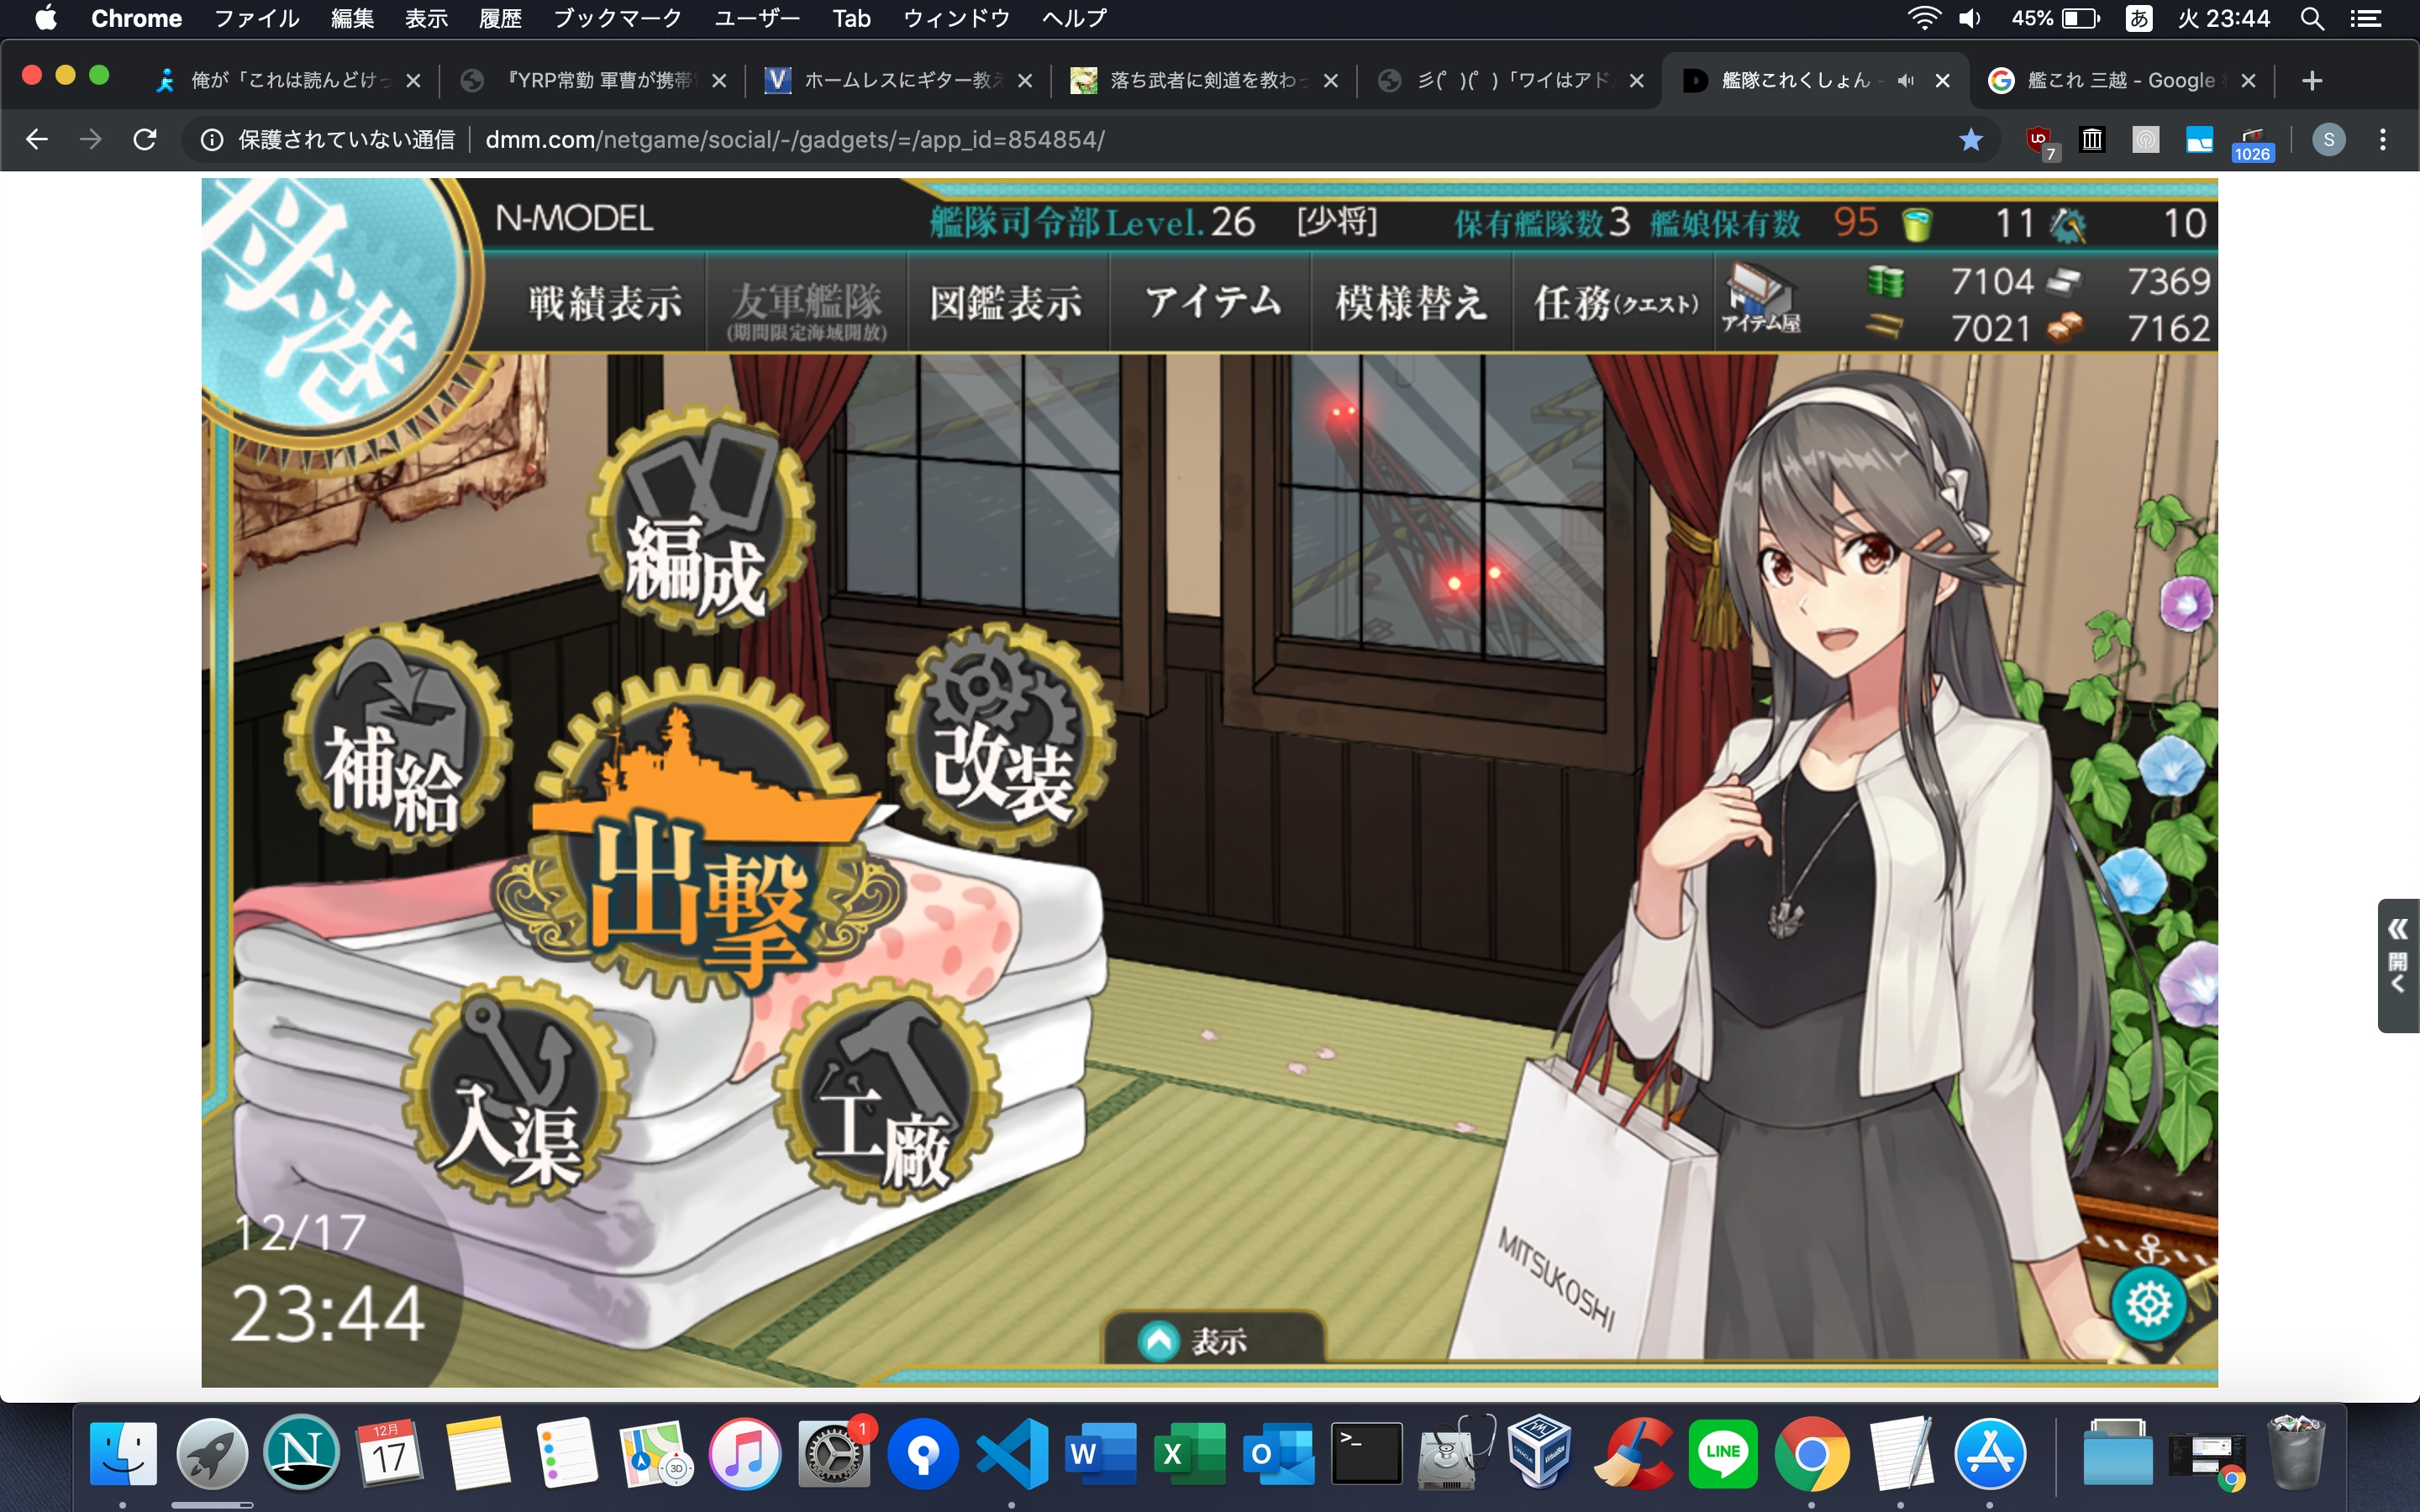 Chrome ファイル 編集 表示 履歴 ブックマーク ユーザー Tab ウィンドウ ヘルプ 45% あ 火 23:44
俺が「これは読んどけっ
『YRP常勤 軍曹が携帯
V ホームレスにギター教え
落ち武者に剣道を教わっ
彡(゜)(゜)「ワイはアド
D 艦隊これくしょん -
艦これ 三越 - Google
保護されていない通信 dmm.com/netgame/social/-/gadgets/=/app_id=854854/ 7 1026 S
母港
N-MODEL 艦隊司令部Level.26 [少将] 保有艦隊数3 艦娘保有数 95 11 10
戦績表示 友軍艦隊 図鑑表示 アイテム 模様替え 任務(クエスト) アイテム屋 7104 7369
(期間限定海域開放) 7021 7162
編成
補給
改装
出撃
入渠
工廠
開く
MITSUKOSHI
12/17
23:44
表示
N 12月 17 3D 1 W X O >_ LINE